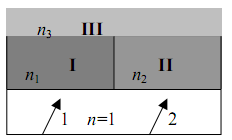 n₃ III
n₁ I n₂ II
1 n=1 2